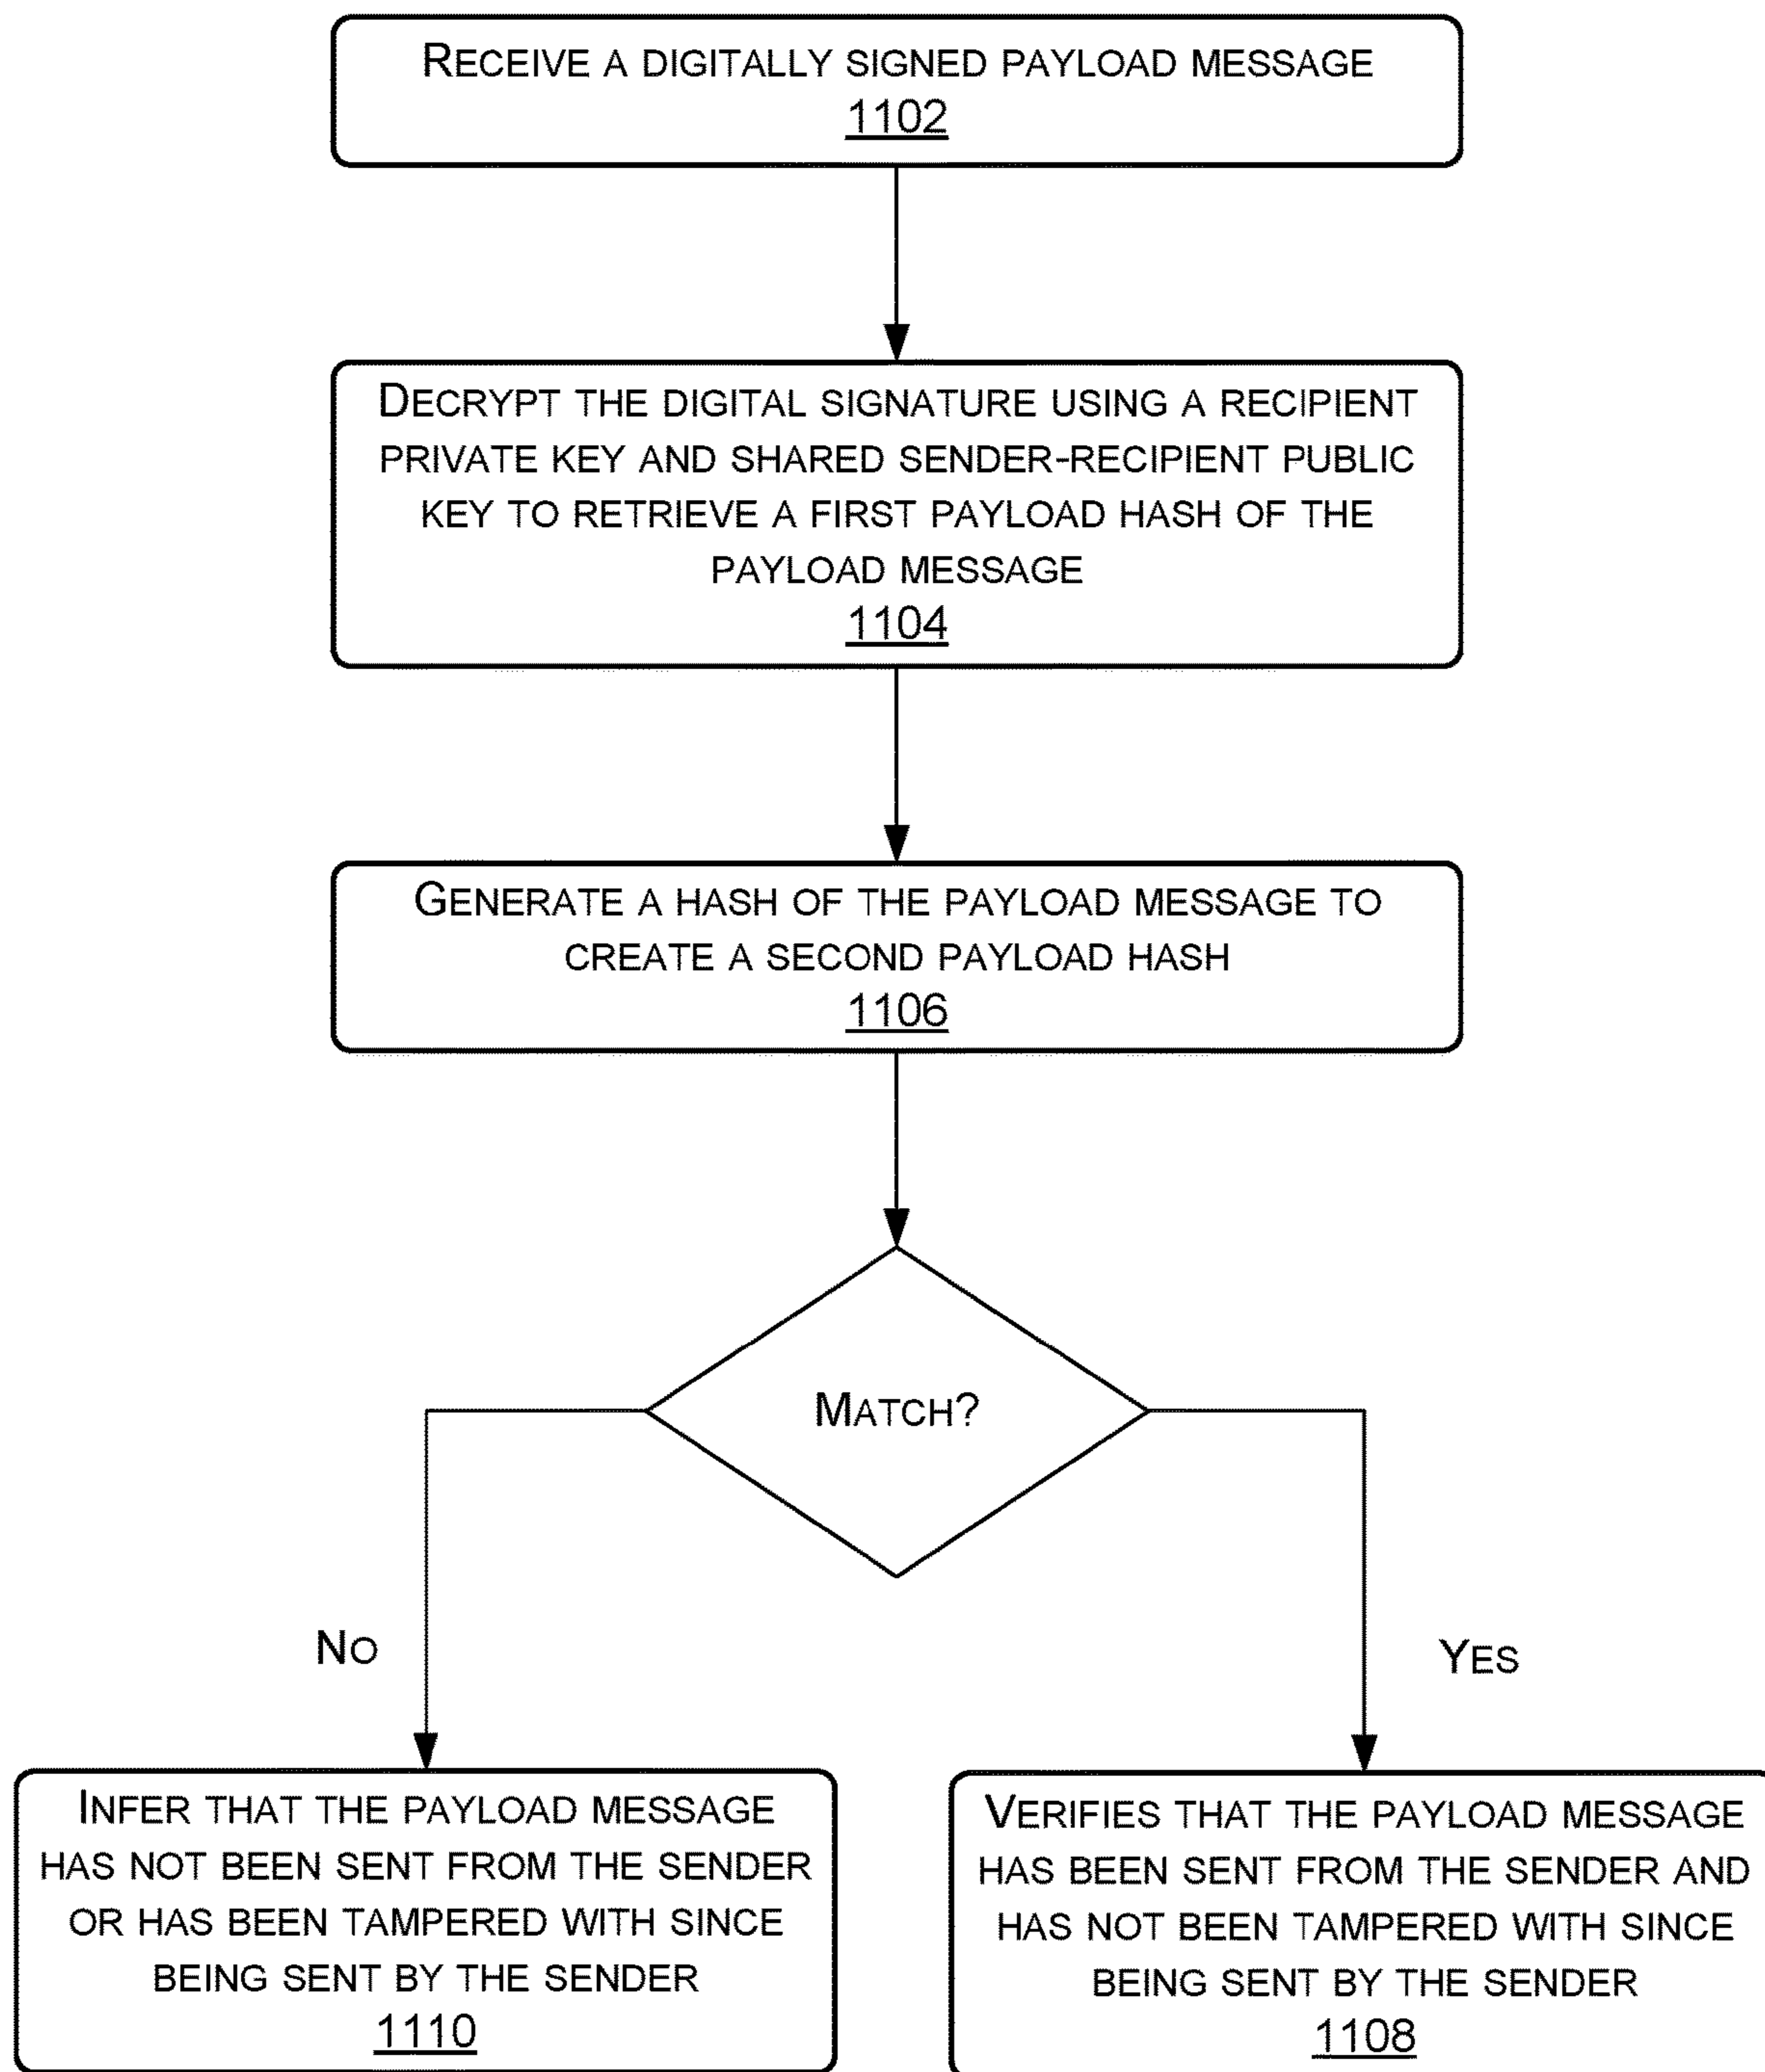 RECEIVE A DIGITALLY SIGNED PAYLOAD MESSAGE
1102
DECRYPT THE DIGITAL SIGNATURE USING A RECIPIENT
PRIVATE KEY AND SHARED SENDER-RECIPIENT PUBLIC
KEY TO RETRIEVE A FIRST PAYLOAD HASH OF THE
PAYLOAD MESSAGE
1104
GENERATE A HASH OF THE PAYLOAD MESSAGE TO
CREATE A SECOND PAYLOAD HASH
1106
MATCH?
NO
YES
INFER THAT THE PAYLOAD MESSAGE
HAS NOT BEEN SENT FROM THE SENDER
OR HAS BEEN TAMPERED WITH SINCE
BEING SENT BY THE SENDER
1110
VERIFIES THAT THE PAYLOAD MESSAGE
HAS BEEN SENT FROM THE SENDER AND
HAS NOT BEEN TAMPERED WITH SINCE
BEING SENT BY THE SENDER
1108